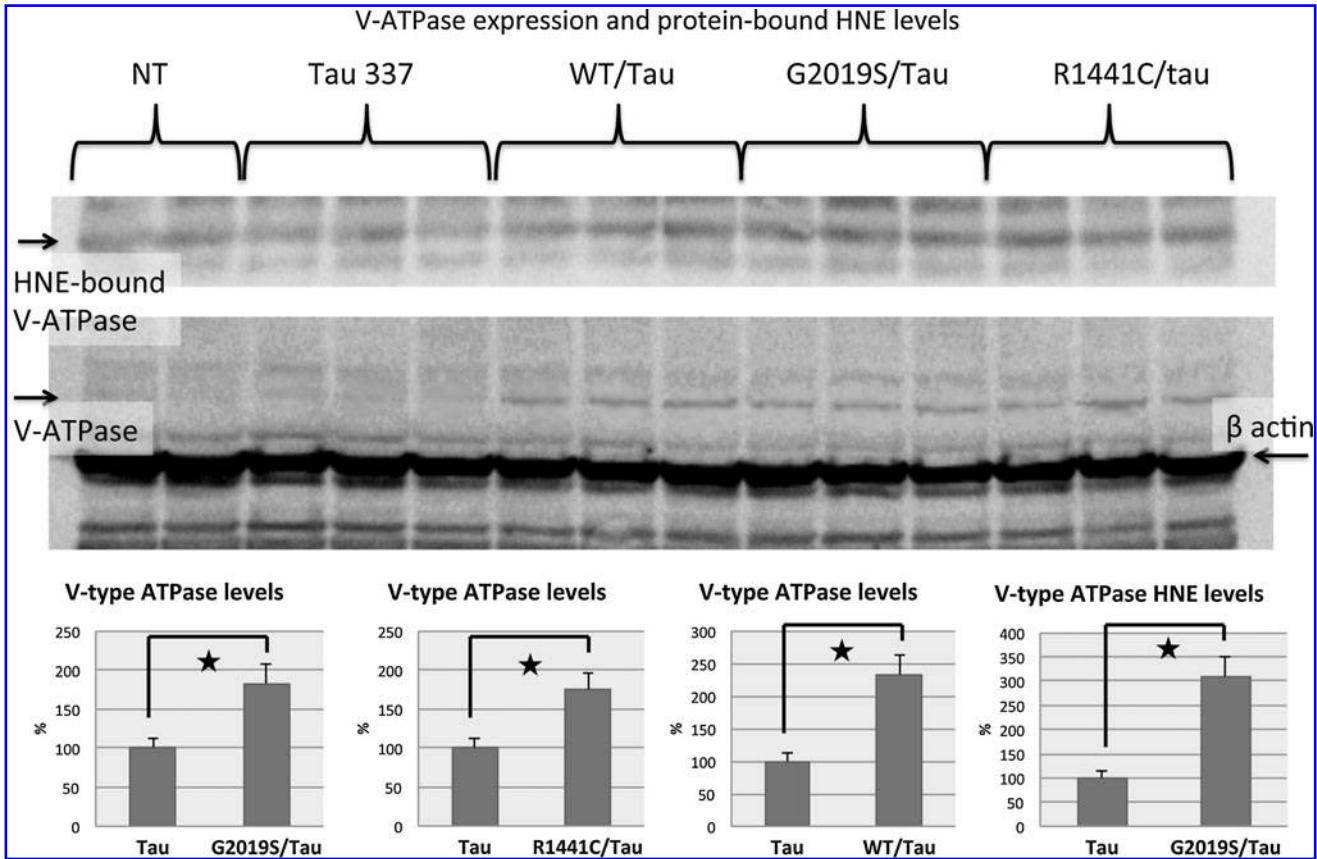 V-ATPase expression and protein-bound HNE levels
NT Tau 337 WT/Tau G2019S/Tau R1441C/tau
HNE-bound
V-ATPase
V-ATPase
β actin
V-type ATPase levels
250
200
150
100
50
0
%
Tau G2019S/Tau
V-type ATPase levels
250
200
150
100
50
0
%
Tau R1441C/Tau
V-type ATPase levels
300
250
200
150
100
50
0
%
Tau WT/Tau
V-type ATPase HNE levels
400
350
300
250
200
150
100
50
0
%
Tau G2019S/Tau